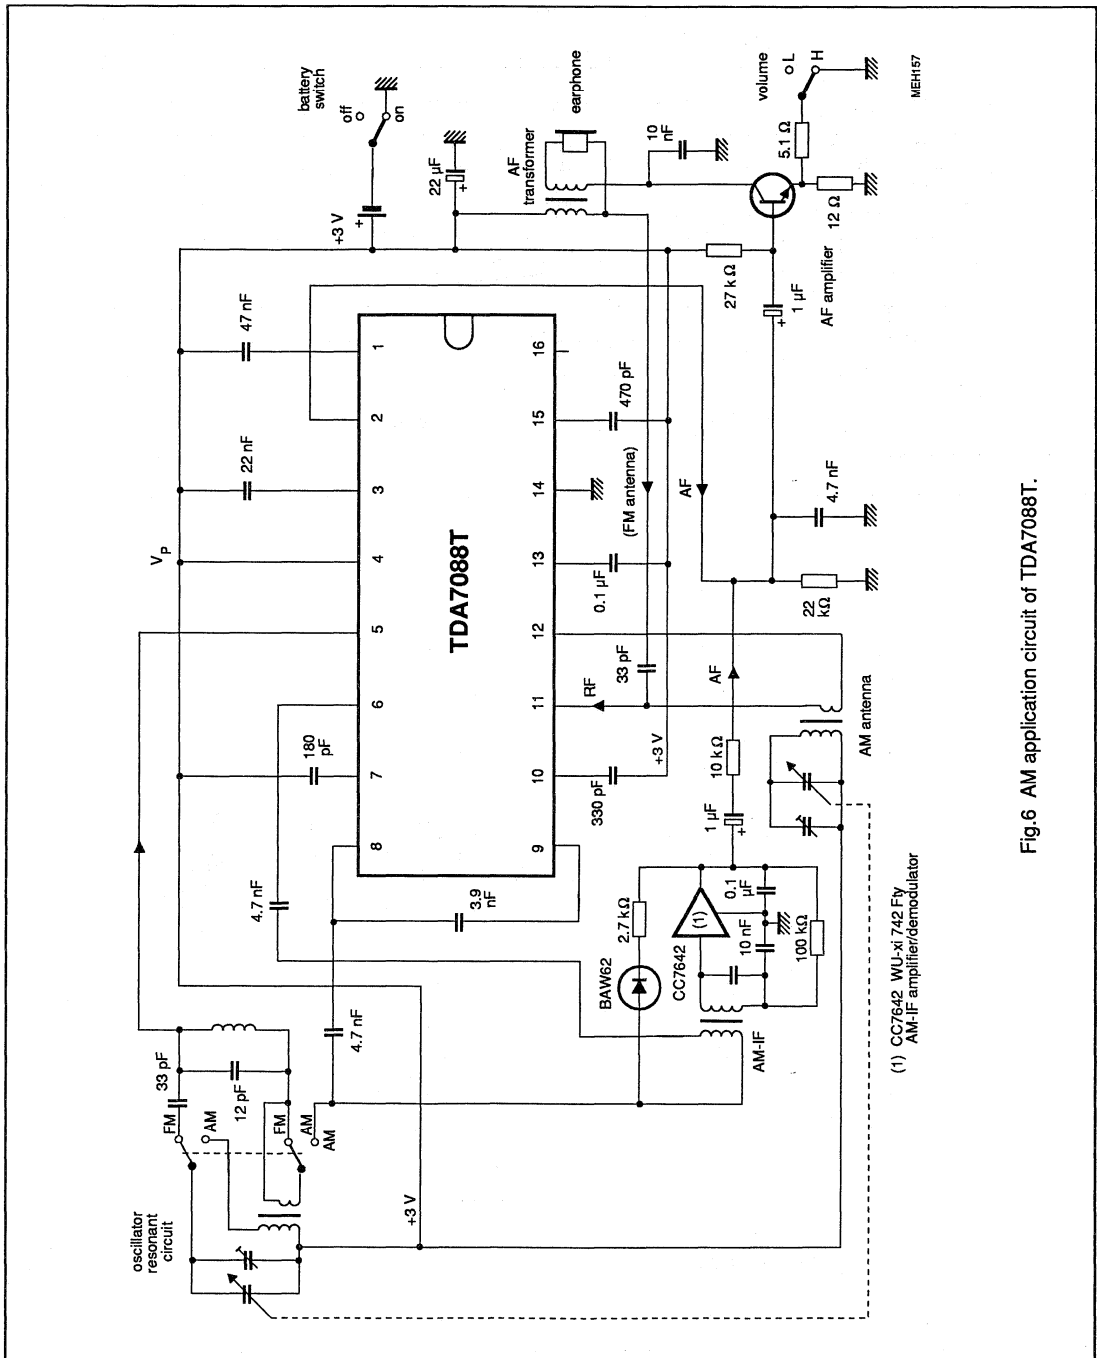 battery
switch
off
on
+3 V
22 µF
+
AF
transformer
earphone
10
nF
volume
L
H
5.1 Ω
12 Ω
MEH157
VP
47 nF
22 nF
180
pF
4.7 nF
3.9
nF
4.7 nF
1
2
3
4
5
6
7
8
TDA7088T
16
15
14
13
12
11
10
9
470 pF
(FM antenna)
0.1 µF
33 pF
RF
330 pF
+3 V
27 kΩ
1 µF
+
AF amplifier
AF
4.7 nF
22
kΩ
AF
10 kΩ
1 µF
+
AM antenna
2.7 kΩ
BAW62
(1)
CC7642
0.1
µF
10 nF
100 kΩ
AM-IF
33 pF
12 pF
FM
AM
FM
AM
AM
oscillator
resonant
circuit
+3 V
(1) CC7642 WU-xi 742 Fty
AM-IF amplifier/demodulator
Fig.6 AM application circuit of TDA7088T.